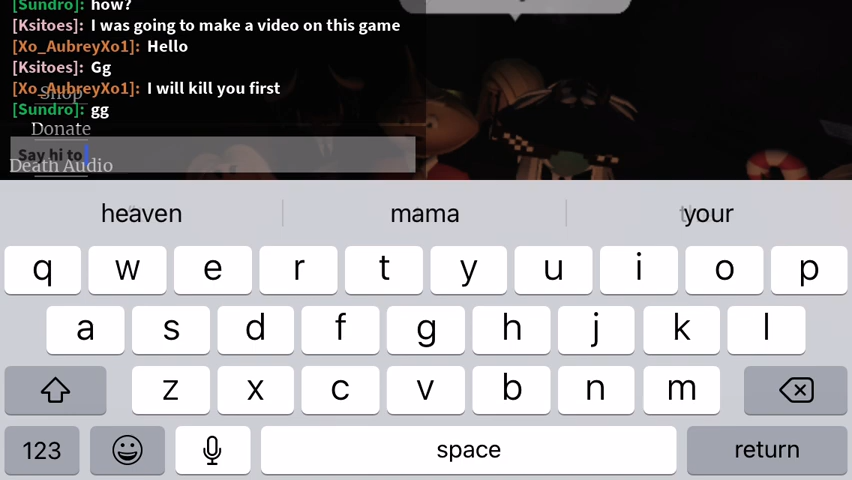 [Sundro]: how?
[Ksitoes]: I was going to make a video on this game
[Xo_AubreyXo1]: Hello
[Ksitoes]: Gg
[Xo_AubreyXo1]: I will kill you first
Shop
[Sundro]: gg
Donate
Say hi to
Death Audio
heaven mama your
q w e r t y u i o p
a s d f g h j k l
z x c v b n m
123 space return